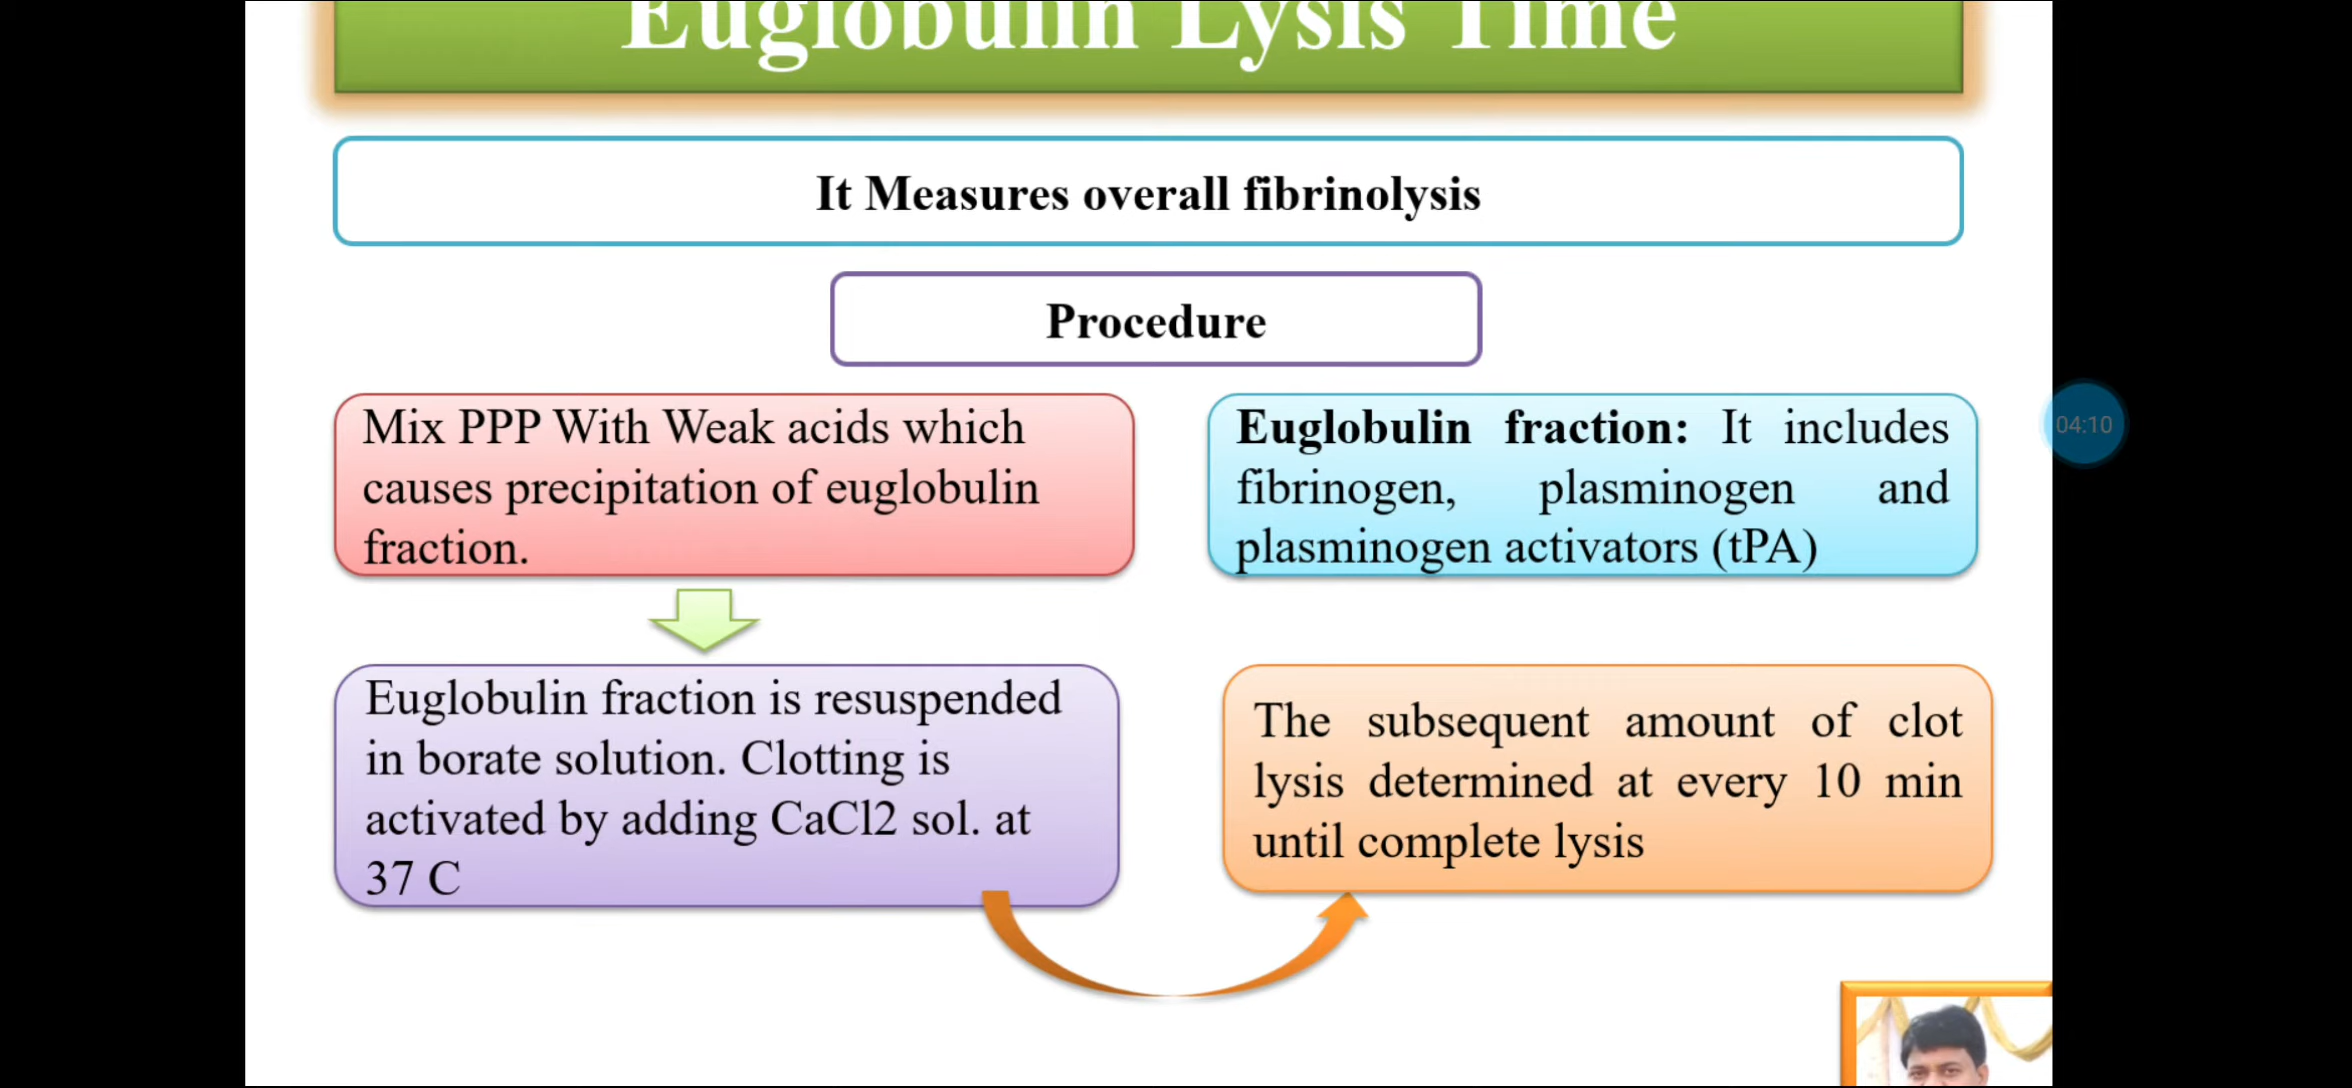 Euglobulin Lysis Time
It Measures overall fibrinolysis
Procedure
Mix PPP With Weak acids which
causes precipitation of euglobulin
fraction.
Euglobulin fraction: It includes
fibrinogen, plasminogen and
plasminogen activators (tPA)
04:10
Euglobulin fraction is resuspended
in borate solution. Clotting is
activated by adding CaCl2 sol. at
37 C
The subsequent amount of clot
lysis determined at every 10 min
until complete lysis